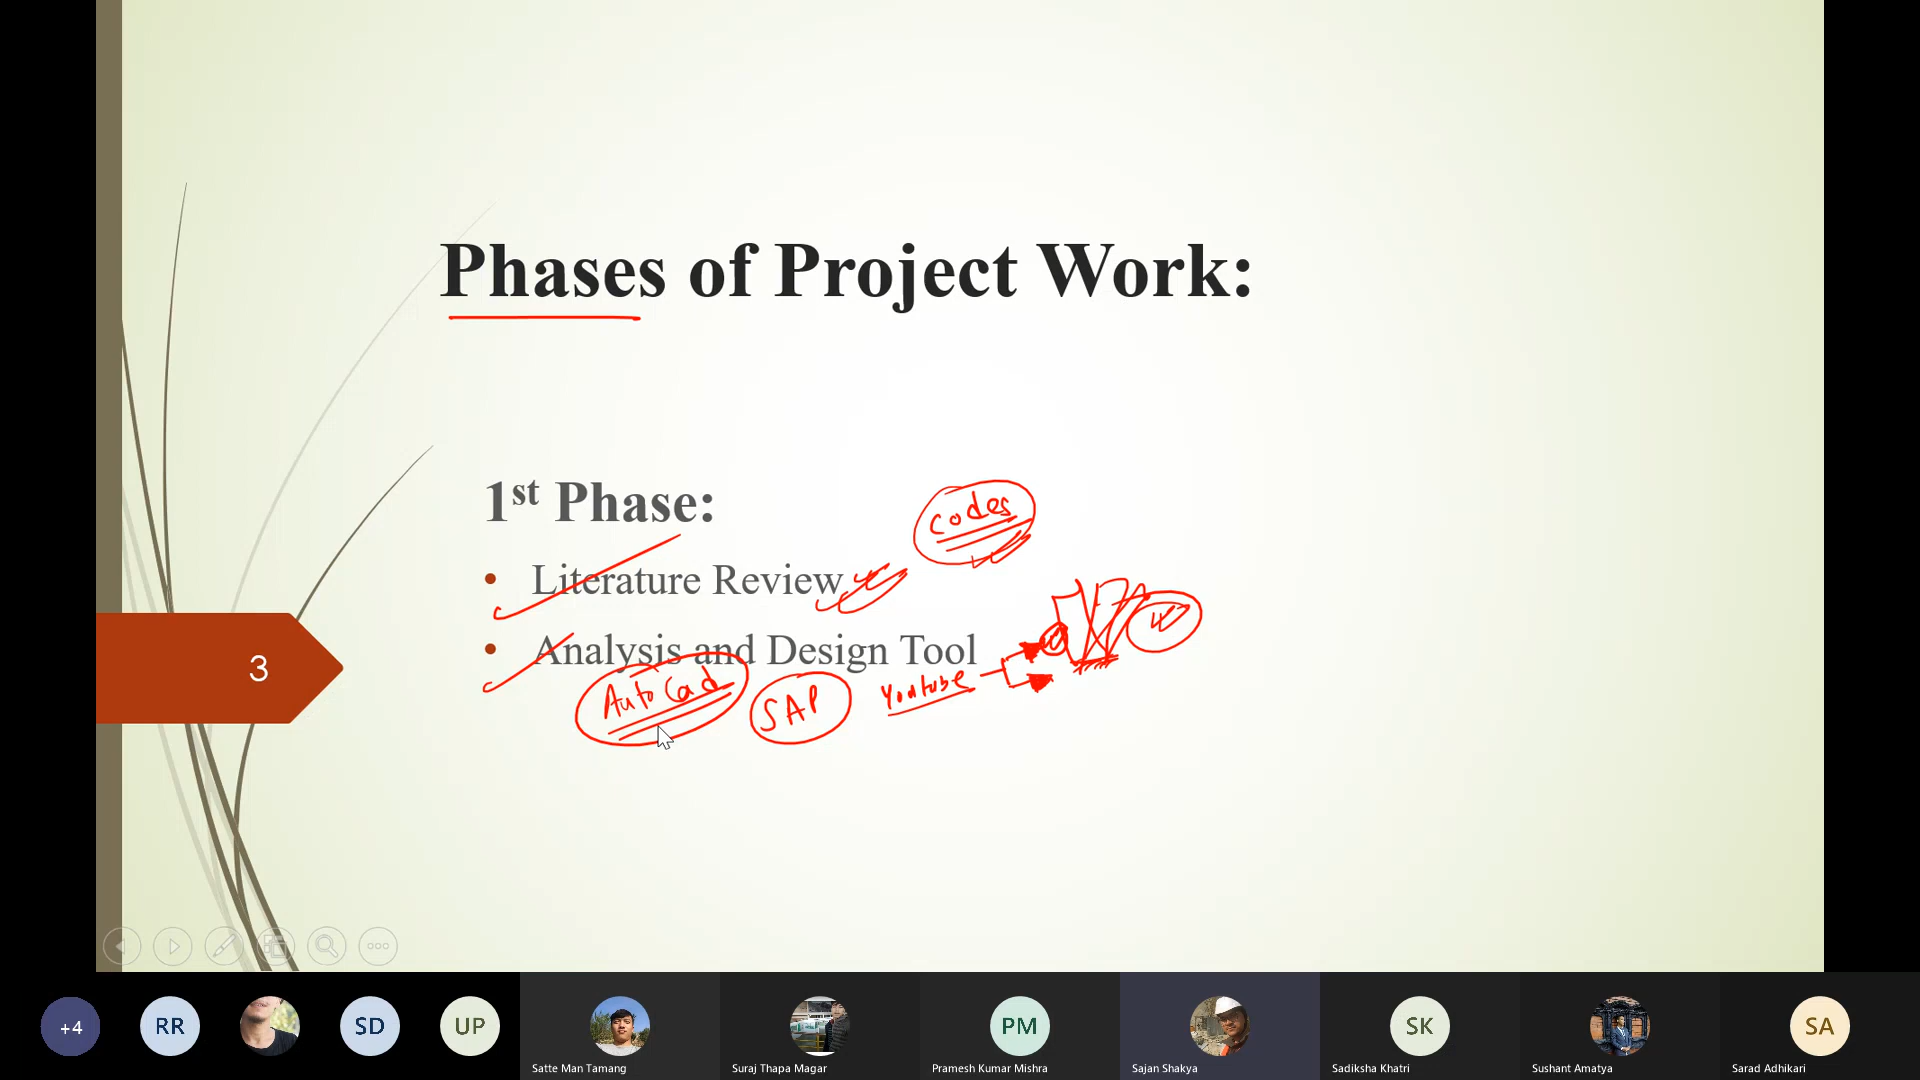 Phases of Project Work:
1st Phase:
codes
• Literature Review
• Analysis and Design Tool
3
AutoCad
SAP
Youtube
+4
RR
SD
UP
PM
SK
SA
Satte Man Tamang
Suraj Thapa Magar
Pramesh Kumar Mishra
Sajan Shakya
Sadiksha Khatri
Sushant Amatya
Sarad Adhikari